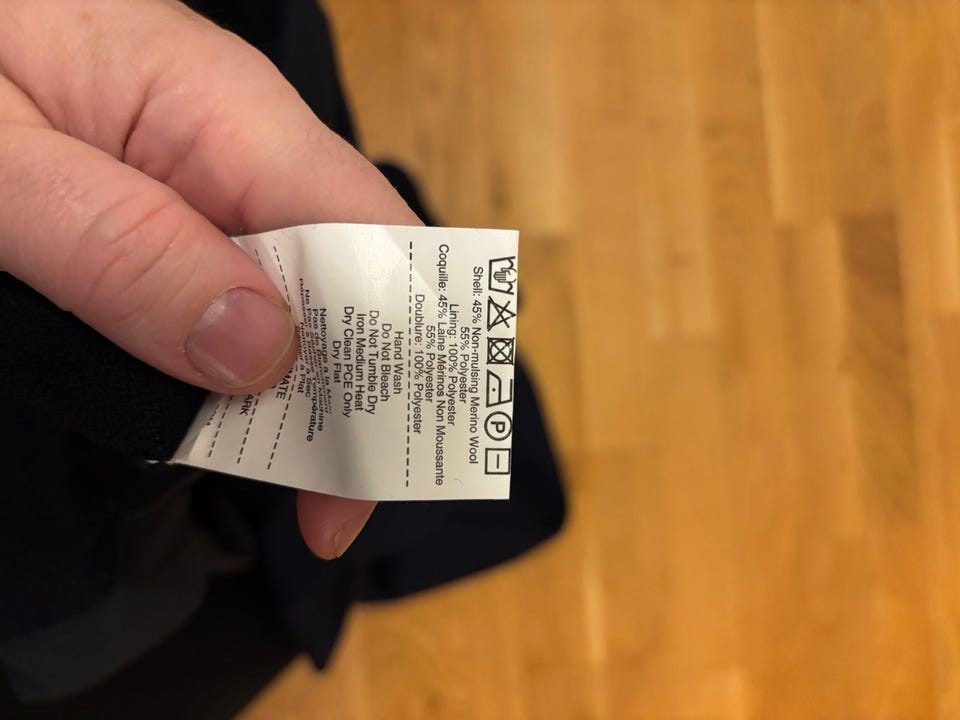 P
Shell: 45% Non-mulsing Merino Wool
55% Polyester
Lining: 100% Polyester
Coquille: 45% Laine Mérinos Non Moussante
55% Polyester
Doublure: 100% Polyester
Hand Wash
Do Not Bleach
Do Not Tumble Dry
Iron Medium Heat
Dry Clean PCE Only
Dry Flat
Nettoyage à la Main